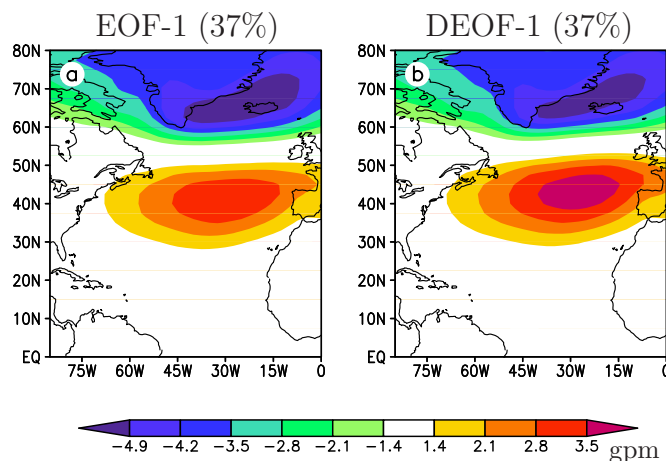 EOF-1 (37%) DEOF-1 (37%)
80N 80N
a b
70N 70N
60N 60N
50N 50N
40N 40N
30N 30N
20N 20N
10N 10N
EQ EQ
75W 60W 45W 30W 15W 0 75W 60W 45W 30W 15W 0
−4.9 −4.2 −3.5 −2.8 −2.1 −1.4 1.4 2.1 2.8 3.5 gpm